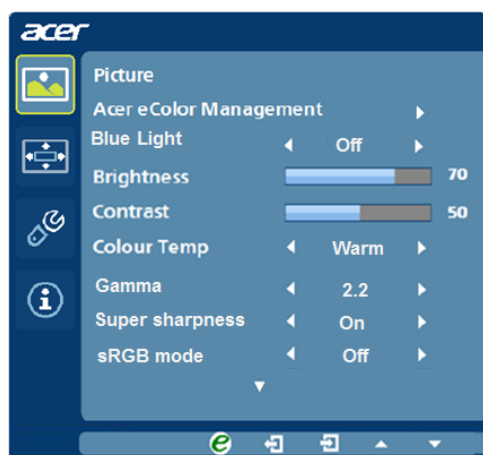 acer
Picture
Acer eColor Management
Blue Light Off
Brightness 70
Contrast 50
Colour Temp Warm
Gamma 2.2
Super sharpness On
sRGB mode Off
e